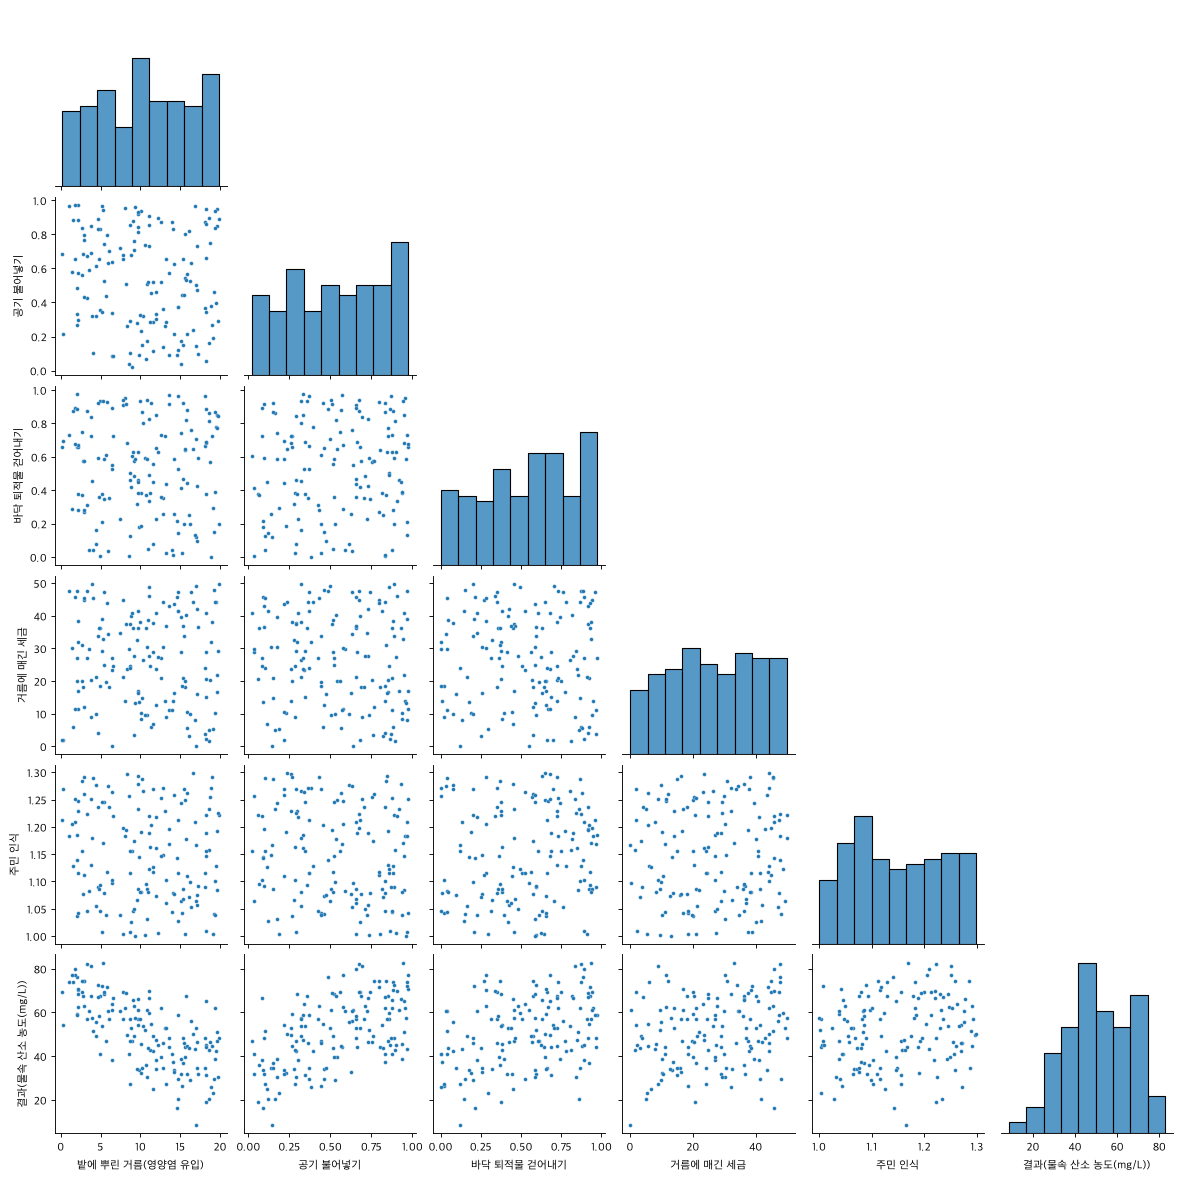 공기 불어넣기
1.0
0.8
0.6
0.4
0.2
0.0
바닥 퇴적물 걷어내기
1.0
0.8
0.6
0.4
0.2
0.0
거름에 매긴 세금
50
40
30
20
10
0
주민 인식
1.30
1.25
1.20
1.15
1.10
1.05
1.00
결과(물속 산소 농도(mg/L))
80
60
40
20
0 5 10 15 20
밭에 뿌린 거름(영양염 유입)
0.00 0.25 0.50 0.75 1.00
공기 불어넣기
0.00 0.25 0.50 0.75 1.00
바닥 퇴적물 걷어내기
0 20 40
거름에 매긴 세금
1.0 1.1 1.2 1.3
주민 인식
20 40 60 80
결과(물속 산소 농도(mg/L))